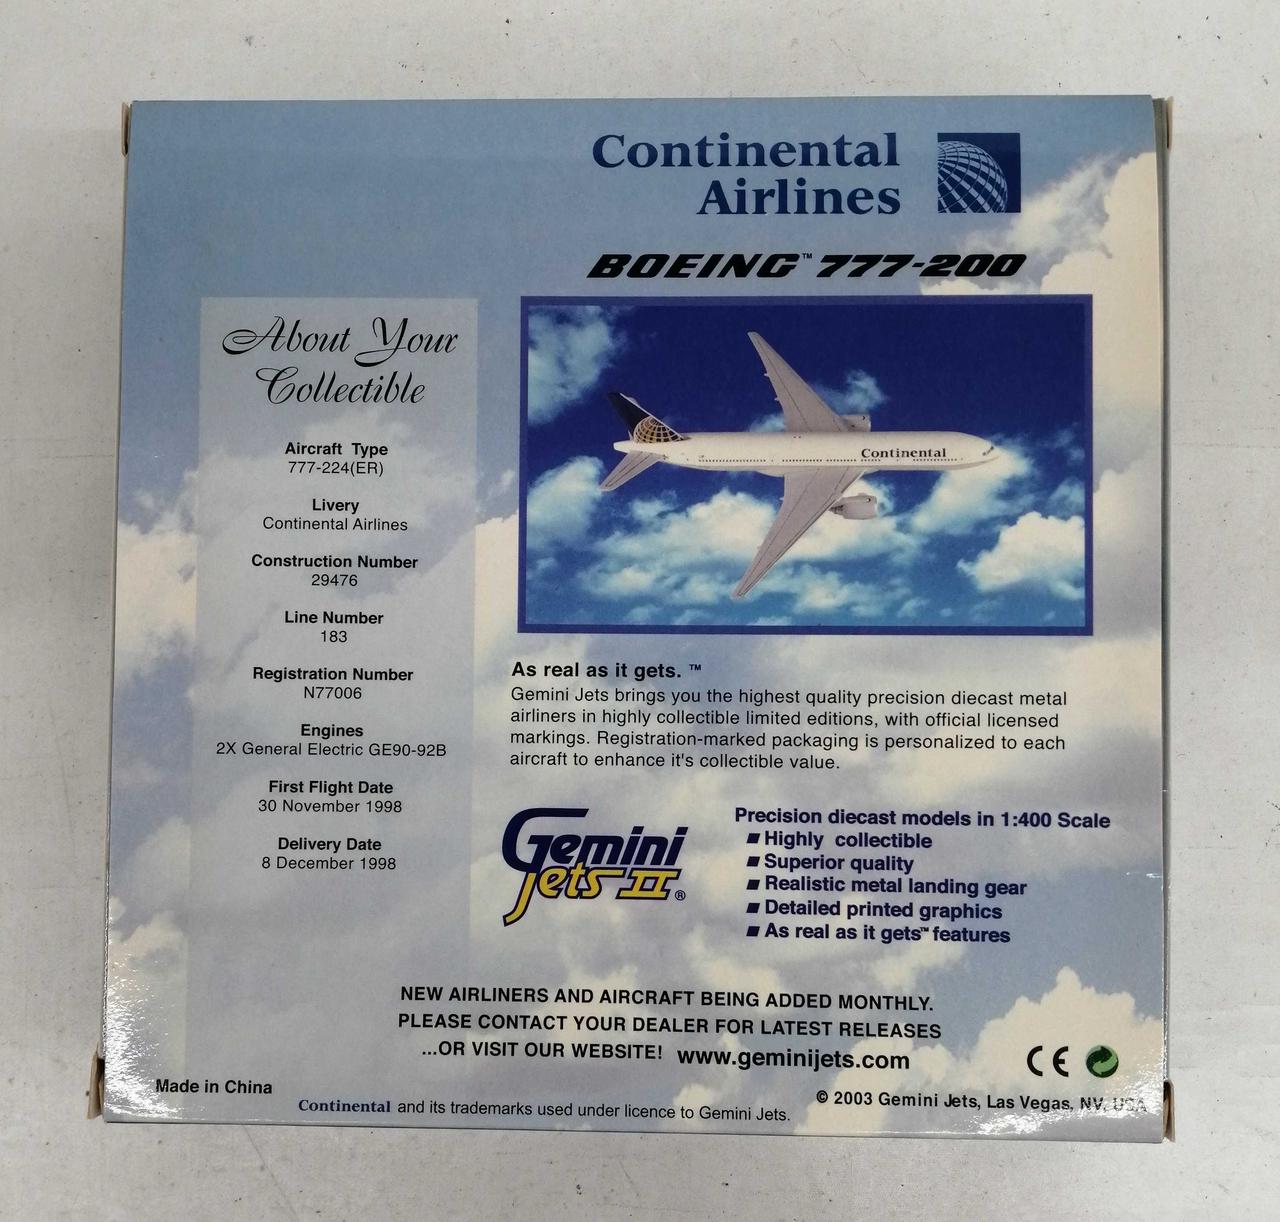 Continental
Airlines
BOEING™ 777-200
About Your
Collectible
Aircraft Type
777-224(ER)
Livery
Continental Airlines
Construction Number
29476
Line Number
183
Registration Number
N77006
Engines
2X General Electric GE90-92B
First Flight Date
30 November 1998
Delivery Date
8 December 1998
Continental
As real as it gets. ™
Gemini Jets brings you the highest quality precision diecast metal
airliners in highly collectible limited editions, with official licensed
markings. Registration-marked packaging is personalized to each
aircraft to enhance it's collectible value.
Gemini
Jets II®
Precision diecast models in 1:400 Scale
■ Highly collectible
■ Superior quality
■ Realistic metal landing gear
■ Detailed printed graphics
■ As real as it gets™ features
NEW AIRLINERS AND AIRCRAFT BEING ADDED MONTHLY.
PLEASE CONTACT YOUR DEALER FOR LATEST RELEASES
...OR VISIT OUR WEBSITE! www.geminijets.com
CE
Made in China
Continental and its trademarks used under licence to Gemini Jets.
© 2003 Gemini Jets, Las Vegas, NV, USA